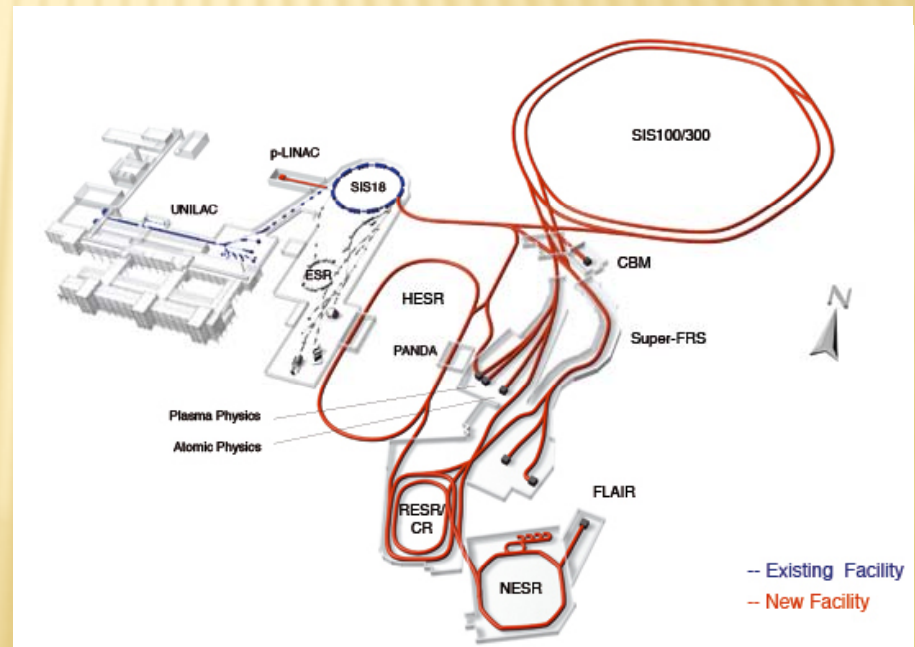 SIS100/300
p-LINAC
SIS18
UNILAC
CBM
ESR
HESR
N
Super-FRS
PANDA
Plasma Physics
Atomic Physics
FLAIR
RESR/
CR
NESR
-- Existing Facility
-- New Facility